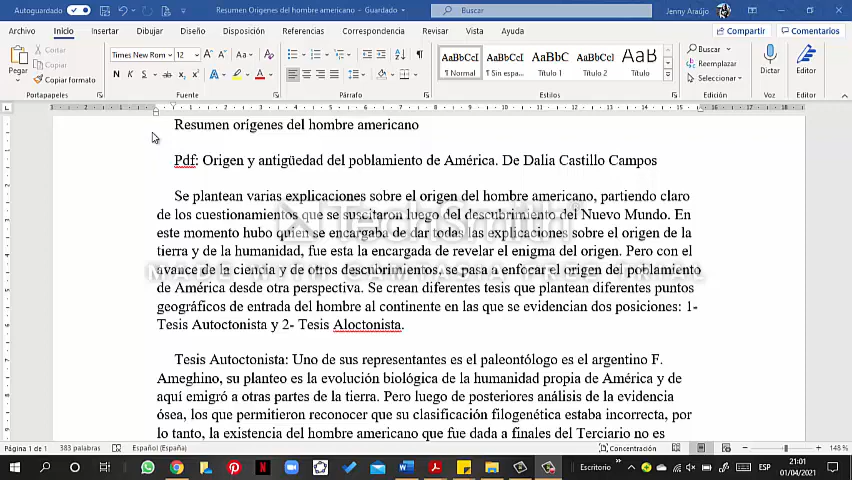 Autoguardado
Resumen Origenes del hombre americano - Guardado
Buscar
Jenny Araújo
Archivo Inicio Insertar Dibujar Diseño Disposición Referencias Correspondencia Revisar Vista Ayuda
Compartir Comentarios
Pegar
Cortar
Copiar
Copiar formato
Portapapeles
Times New Rom 12
N K S
Fuente
Párrafo
AaBbCcI AaBbCcI AaBbC AaBbCcI AaB
¶ Normal ¶ Sin espa... Título 1 Título 2 Título
Estilos
Buscar
Reemplazar
Seleccionar
Edición
Dictar
Voz
Editor
Editor
Resumen orígenes del hombre americano
Pdf: Origen y antigüedad del poblamiento de América. De Dalia Castillo Campos
Se plantean varias explicaciones sobre el origen del hombre americano, partiendo claro
de los cuestionamientos que se suscitaron luego del descubrimiento del Nuevo Mundo. En
este momento hubo quien se encargaba de dar todas las explicaciones sobre el origen de la
tierra y de la humanidad, fue esta la encargada de revelar el enigma del origen. Pero con el
avance de la ciencia y de otros descubrimientos, se pasa a enfocar el origen del poblamiento
de América desde otra perspectiva. Se crean diferentes tesis que plantean diferentes puntos
geográficos de entrada del hombre al continente en las que se evidencian dos posiciones: 1-
Tesis Autoctonista y 2- Tesis Aloctonista.
Tesis Autoctonista: Uno de sus representantes es el paleontólogo es el argentino F.
Ameghino, su planteo es la evolución biológica de la humanidad propia de América y de
aquí emigró a otras partes de la tierra. Pero luego de posteriores análisis de la evidencia
ósea, los que permitieron reconocer que su clasificación filogenética estaba incorrecta, por
lo tanto, la existencia del hombre americano que fue dada a finales del Terciario no es
TechSmith
Página 1 de 1 383 palabras Español (España)
Concentración
148 %
Escritorio
ESP
21:01
01/04/2021